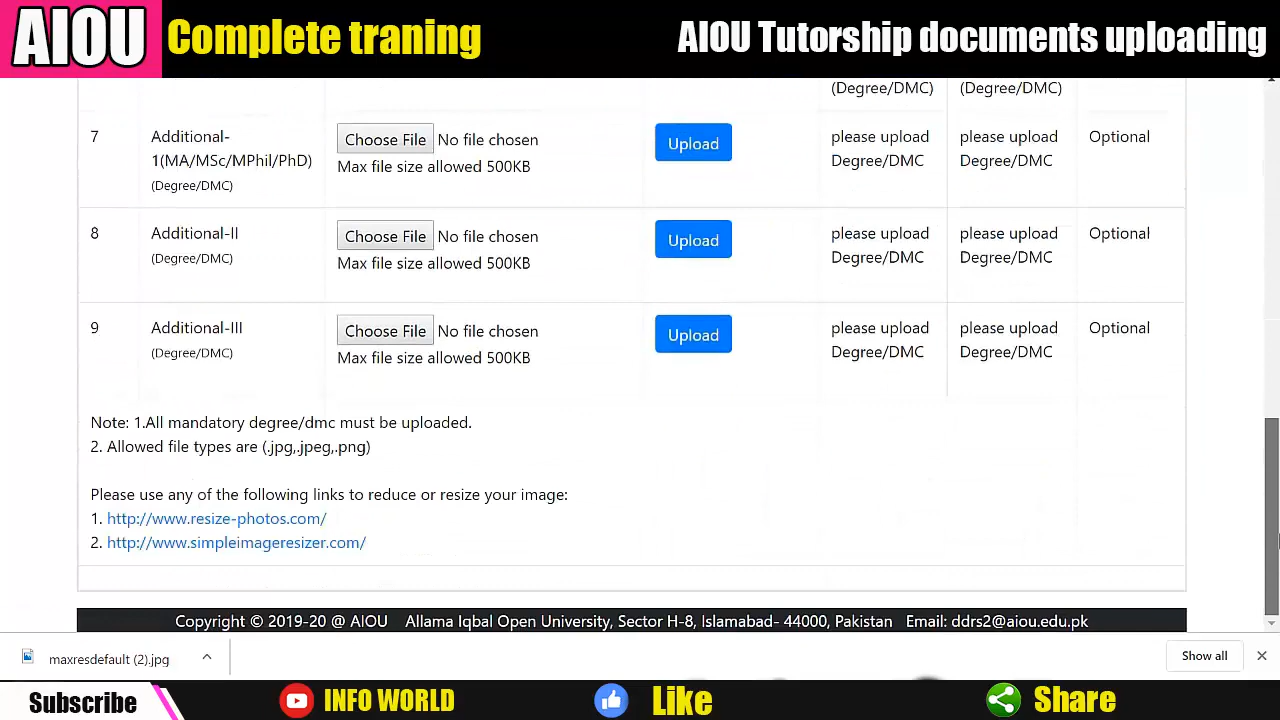 AIOU Complete traning AIOU Tutorship documents uploading
(Degree/DMC) (Degree/DMC)
7 Additional- Choose File No file chosen Upload please upload please upload Optional
1(MA/MSc/MPhil/PhD) Max file size allowed 500KB Degree/DMC Degree/DMC
(Degree/DMC)
8 Additional-II Choose File No file chosen Upload please upload please upload Optional
(Degree/DMC) Max file size allowed 500KB Degree/DMC Degree/DMC
9 Additional-III Choose File No file chosen Upload please upload please upload Optional
(Degree/DMC) Max file size allowed 500KB Degree/DMC Degree/DMC
Note: 1.All mandatory degree/dmc must be uploaded.
2. Allowed file types are (.jpg,.jpeg,.png)
Please use any of the following links to reduce or resize your image:
1. http://www.resize-photos.com/
2. http://www.simpleimageresizer.com/
Copyright © 2019-20 @ AIOU Allama Iqbal Open University, Sector H-8, Islamabad- 44000, Pakistan Email: ddrs2@aiou.edu.pk
maxresdefault (2).jpg Show all
Subscribe INFO WORLD Like Share